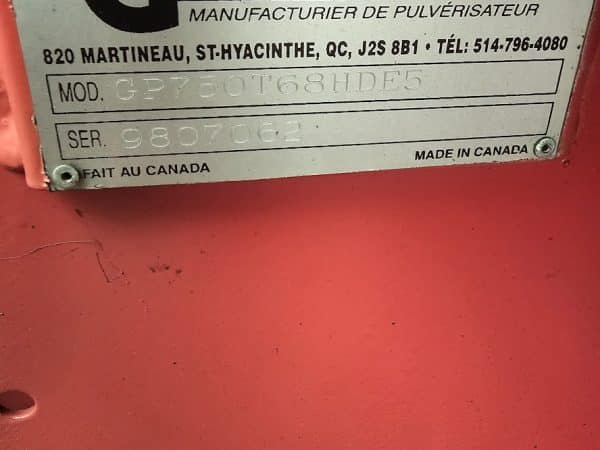 G
MANUFACTURIER DE PULVÉRISATEUR
820 MARTINEAU, ST-HYACINTHE, QC, J2S 8B1 • TÉL: 514-796-4080
MOD. GP750T68HDE5
SER. 9807062
FAIT AU CANADA MADE IN CANADA